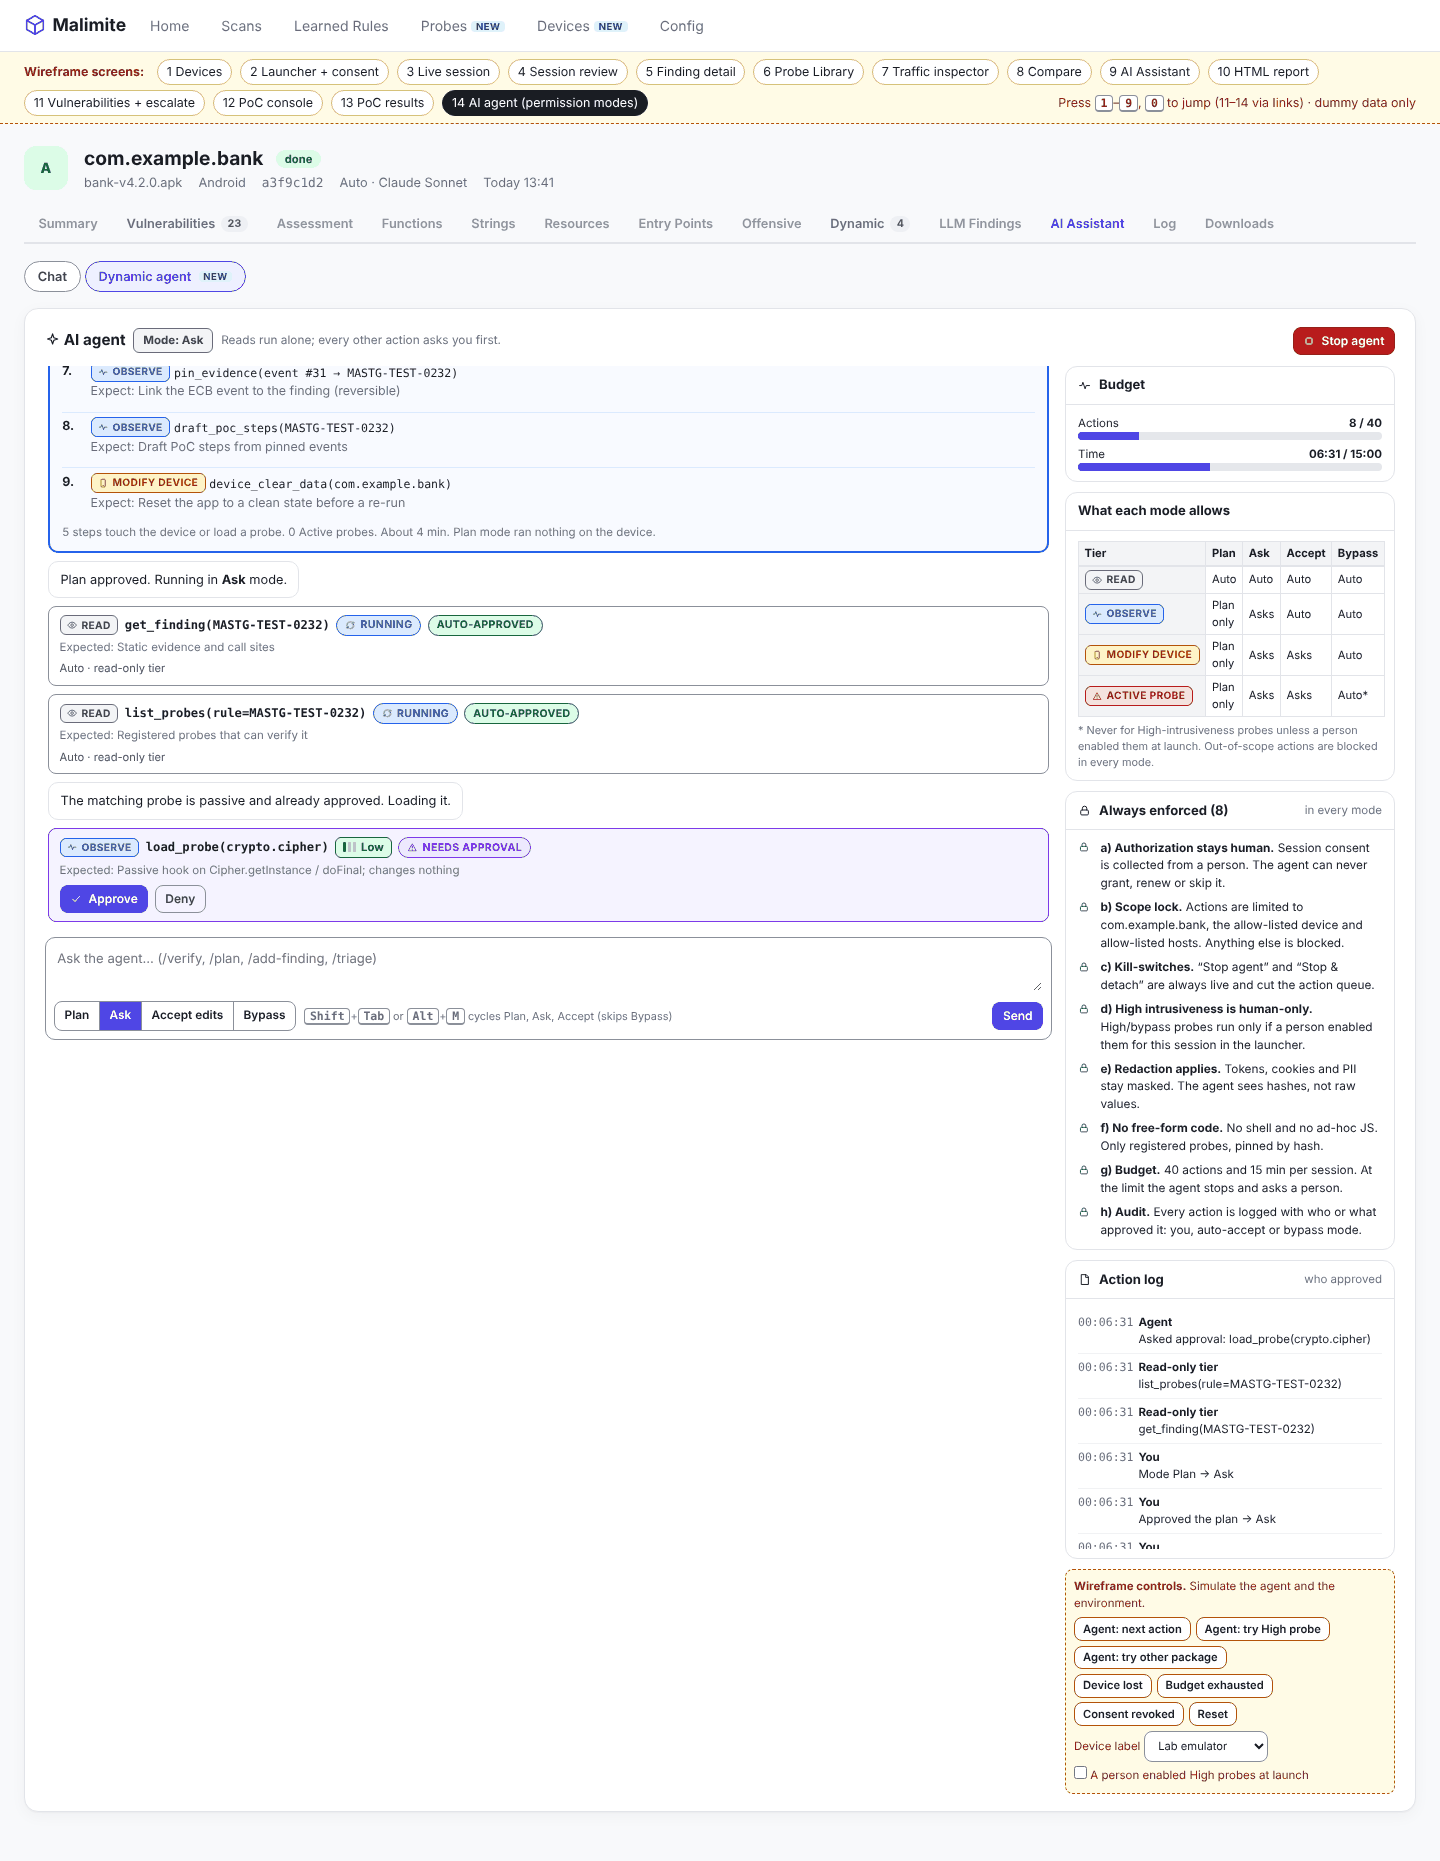 Malimite
Home
Scans
Learned Rules
Probes NEW
Devices NEW
Config
Wireframe screens:
1 Devices
2 Launcher + consent
3 Live session
4 Session review
5 Finding detail
6 Probe Library
7 Traffic inspector
8 Compare
9 AI Assistant
10 HTML report
11 Vulnerabilities + escalate
12 PoC console
13 PoC results
14 AI agent (permission modes)
Press 1–9, 0 to jump (11–14 via links) · dummy data only
A
com.example.bank
done
bank-v4.2.0.apk
Android
a3f9c1d2
Auto · Claude Sonnet
Today 13:41
Summary
Vulnerabilities 23
Assessment
Functions
Strings
Resources
Entry Points
Offensive
Dynamic 4
LLM Findings
AI Assistant
Log
Downloads
Chat
Dynamic agent NEW
AI agent
Mode: Ask
Reads run alone; every other action asks you first.
Stop agent
7. OBSERVE pin_evidence(event #31 → MASTG-TEST-0232)
Expect: Link the ECB event to the finding (reversible)
8. OBSERVE draft_poc_steps(MASTG-TEST-0232)
Expect: Draft PoC steps from pinned events
9. MODIFY DEVICE device_clear_data(com.example.bank)
Expect: Reset the app to a clean state before a re-run
5 steps touch the device or load a probe. 0 Active probes. About 4 min. Plan mode ran nothing on the device.
Plan approved. Running in Ask mode.
READ get_finding(MASTG-TEST-0232) RUNNING AUTO-APPROVED
Expected: Static evidence and call sites
Auto · read-only tier
READ list_probes(rule=MASTG-TEST-0232) RUNNING AUTO-APPROVED
Expected: Registered probes that can verify it
Auto · read-only tier
The matching probe is passive and already approved. Loading it.
OBSERVE load_probe(crypto.cipher) Low NEEDS APPROVAL
Expected: Passive hook on Cipher.getInstance / doFinal; changes nothing
Approve
Deny
Ask the agent... (/verify, /plan, /add-finding, /triage)
Plan
Ask
Accept edits
Bypass
Shift+Tab or Alt+M cycles Plan, Ask, Accept (skips Bypass)
Send
Budget
Actions 8 / 40
Time 06:31 / 15:00
What each mode allows
Tier Plan Ask Accept Bypass
READ Auto Auto Auto Auto
OBSERVE Plan only Asks Auto Auto
MODIFY DEVICE Plan only Asks Asks Auto
ACTIVE PROBE Plan only Asks Asks Auto*
* Never for High-intrusiveness probes unless a person
enabled them at launch. Out-of-scope actions are blocked
in every mode.
Always enforced (8)
in every mode
a) Authorization stays human. Session consent
is collected from a person. The agent can never
grant, renew or skip it.
b) Scope lock. Actions are limited to
com.example.bank, the allow-listed device and
allow-listed hosts. Anything else is blocked.
c) Kill-switches. “Stop agent” and “Stop &
detach” are always live and cut the action queue.
d) High intrusiveness is human-only.
High/bypass probes run only if a person enabled
them for this session in the launcher.
e) Redaction applies. Tokens, cookies and PII
stay masked. The agent sees hashes, not raw
values.
f) No free-form code. No shell and no ad-hoc JS.
Only registered probes, pinned by hash.
g) Budget. 40 actions and 15 min per session. At
the limit the agent stops and asks a person.
h) Audit. Every action is logged with who or what
approved it: you, auto-accept or bypass mode.
Action log
who approved
00:06:31 Agent
Asked approval: load_probe(crypto.cipher)
00:06:31 Read-only tier
list_probes(rule=MASTG-TEST-0232)
00:06:31 Read-only tier
get_finding(MASTG-TEST-0232)
00:06:31 You
Mode Plan → Ask
00:06:31 You
Approved the plan → Ask
00:06:31 You
Wireframe controls. Simulate the agent and the
environment.
Agent: next action
Agent: try High probe
Agent: try other package
Device lost
Budget exhausted
Consent revoked
Reset
Device label Lab emulator
A person enabled High probes at launch